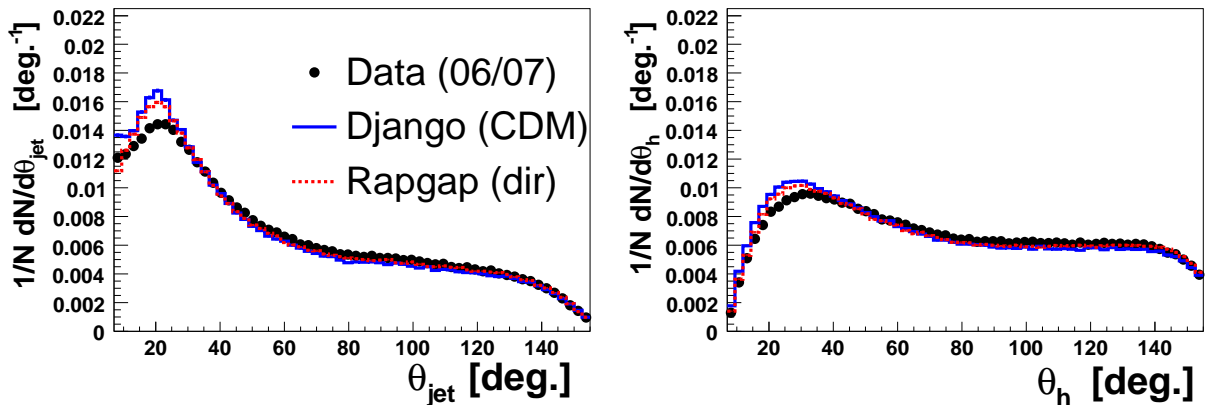 1/N dN/dθ_jet [deg.⁻¹]
0.022
0.02
0.018
0.016
0.014
0.012
0.01
0.008
0.006
0.004
0.002
0
Data (06/07)
Django (CDM)
Rapgap (dir)
20 40 60 80 100 120 140
θ_jet [deg.]
1/N dN/dθ_h [deg.⁻¹]
0.022
0.02
0.018
0.016
0.014
0.012
0.01
0.008
0.006
0.004
0.002
0
20 40 60 80 100 120 140
θ_h [deg.]